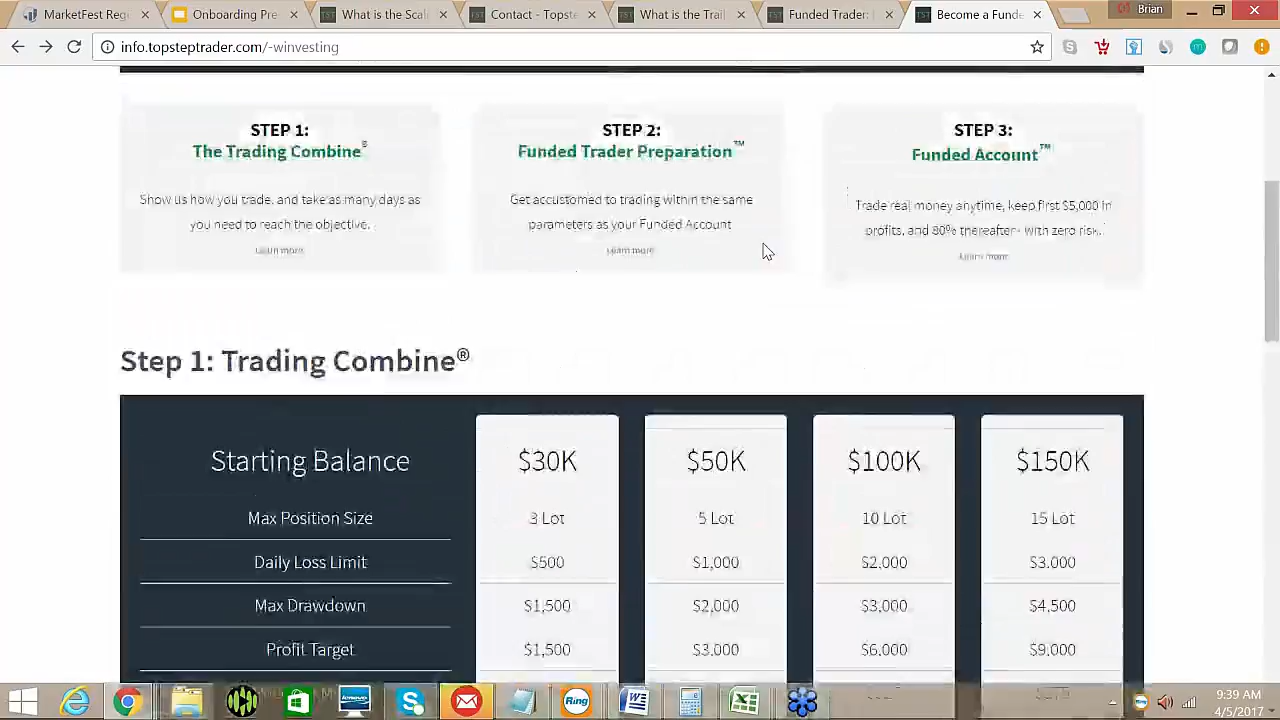 Market Fest Regi
Onboarding Pre
What is the Scali
Contact - Topste
What is the Trail
Funded Trader
Become a Funde
Brian
info.topsteptrader.com/-winvesting
STEP 1:
The Trading Combine®
Show us how you trade, and take as many days as
you need to reach the objective.
Learn more
STEP 2:
Funded Trader Preparation™
Get accustomed to trading within the same
parameters as your Funded Account
Learn more
STEP 3:
Funded Account™
Trade real money anytime, keep first $5,000 in
profits, and 80% thereafter- with zero risk.
Learn more
Step 1: Trading Combine®
Starting Balance $30K $50K $100K $150K
Max Position Size 3 Lot 5 Lot 10 Lot 15 Lot
Daily Loss Limit $500 $1,000 $2,000 $3,000
Max Drawdown $1,500 $2,000 $3,000 $4,500
Profit Target $1,500 $3,000 $6,000 $9,000
lenovo
Ring
9:39 AM
4/5/2017